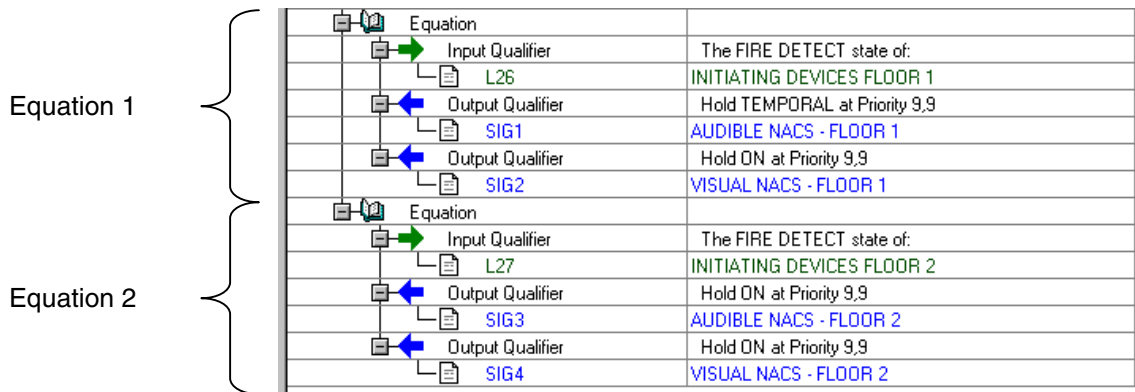 Equation
Input Qualifier The FIRE DETECT state of:
L26 INITIATING DEVICES FLOOR 1
Equation 1
Output Qualifier Hold TEMPORAL at Priority 9,9
SIG1 AUDIBLE NACS - FLOOR 1
Output Qualifier Hold ON at Priority 9,9
SIG2 VISUAL NACS - FLOOR 1
Equation
Input Qualifier The FIRE DETECT state of:
L27 INITIATING DEVICES FLOOR 2
Equation 2
Output Qualifier Hold ON at Priority 9,9
SIG3 AUDIBLE NACS - FLOOR 2
Output Qualifier Hold ON at Priority 9,9
SIG4 VISUAL NACS - FLOOR 2